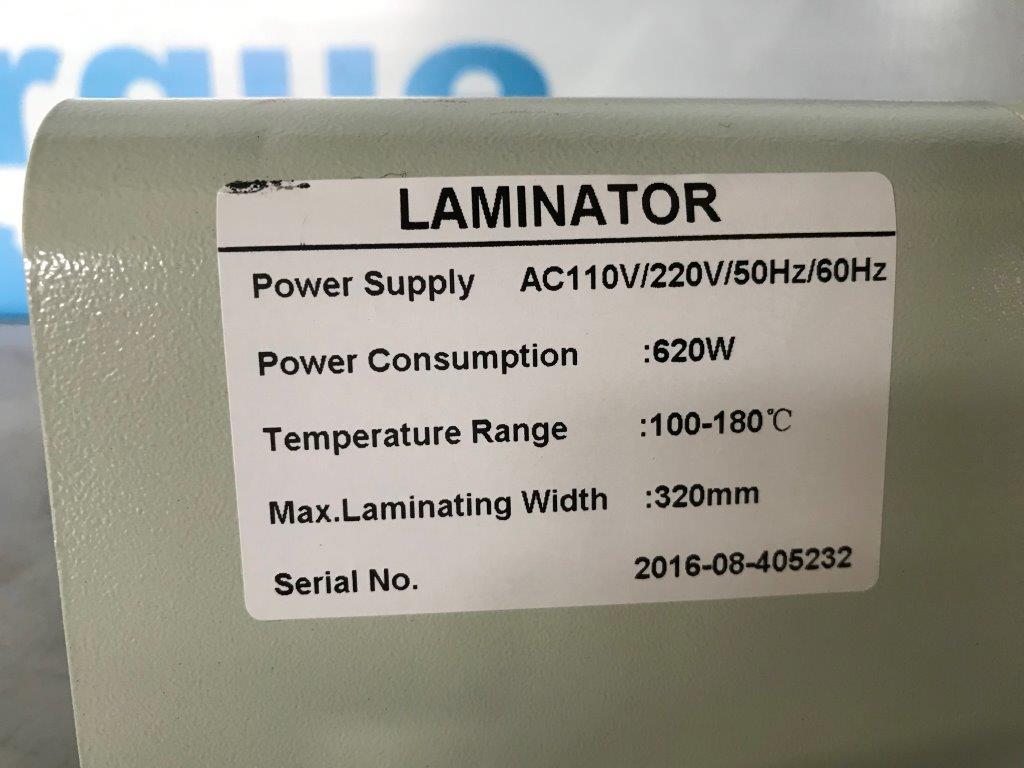 LAMINATOR
Power Supply AC110V/220V/50Hz/60Hz
Power Consumption :620W
Temperature Range :100-180℃
Max.Laminating Width :320mm
Serial No. 2016-08-405232